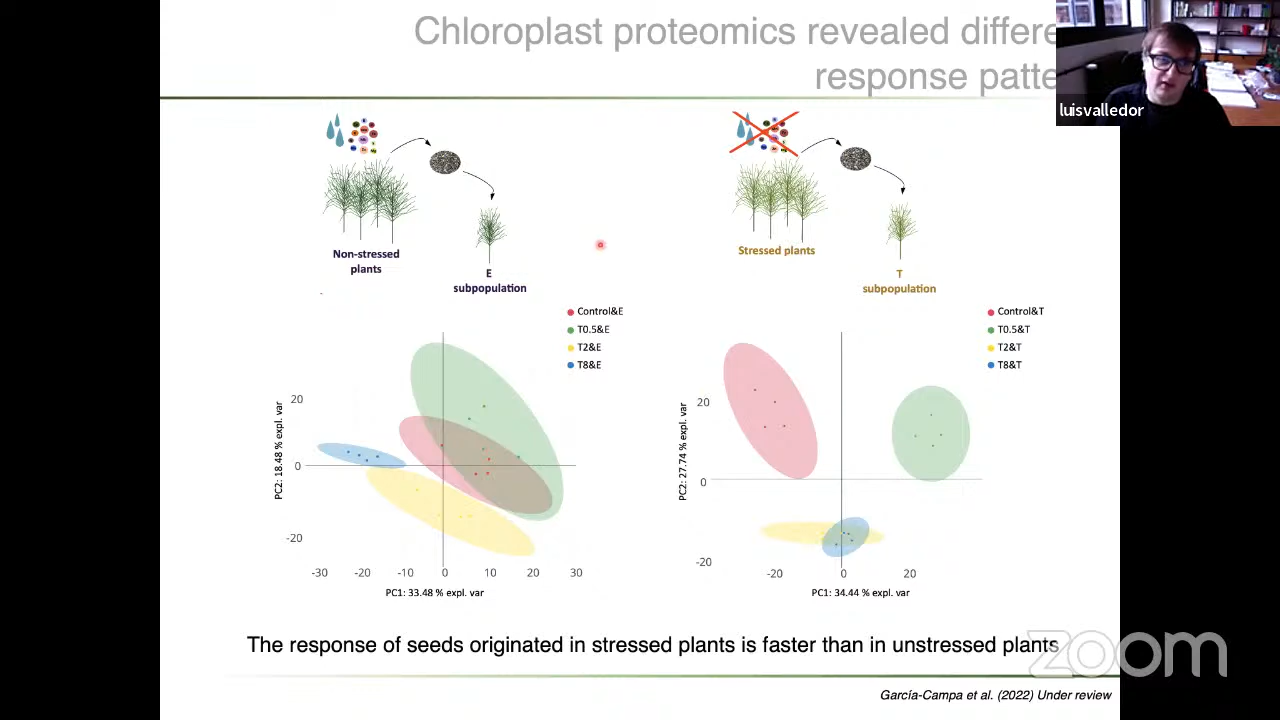 Chloroplast proteomics revealed differe
response patte
luisvalledor
Non-stressed
plants
E
subpopulation
Stressed plants
T
subpopulation
Control&E
T0.5&E
T2&E
T8&E
PC2: 18.48 % expl. var
20
0
-20
-30
-20
-10
0
10
20
30
PC1: 33.48 % expl. var
Control&T
T0.5&T
T2&T
T8&T
PC2: 27.74 % expl. var
20
0
-20
-20
0
20
PC1: 34.44 % expl. var
The response of seeds originated in stressed plants is faster than in unstressed plants
zoom
García-Campa et al. (2022) Under review